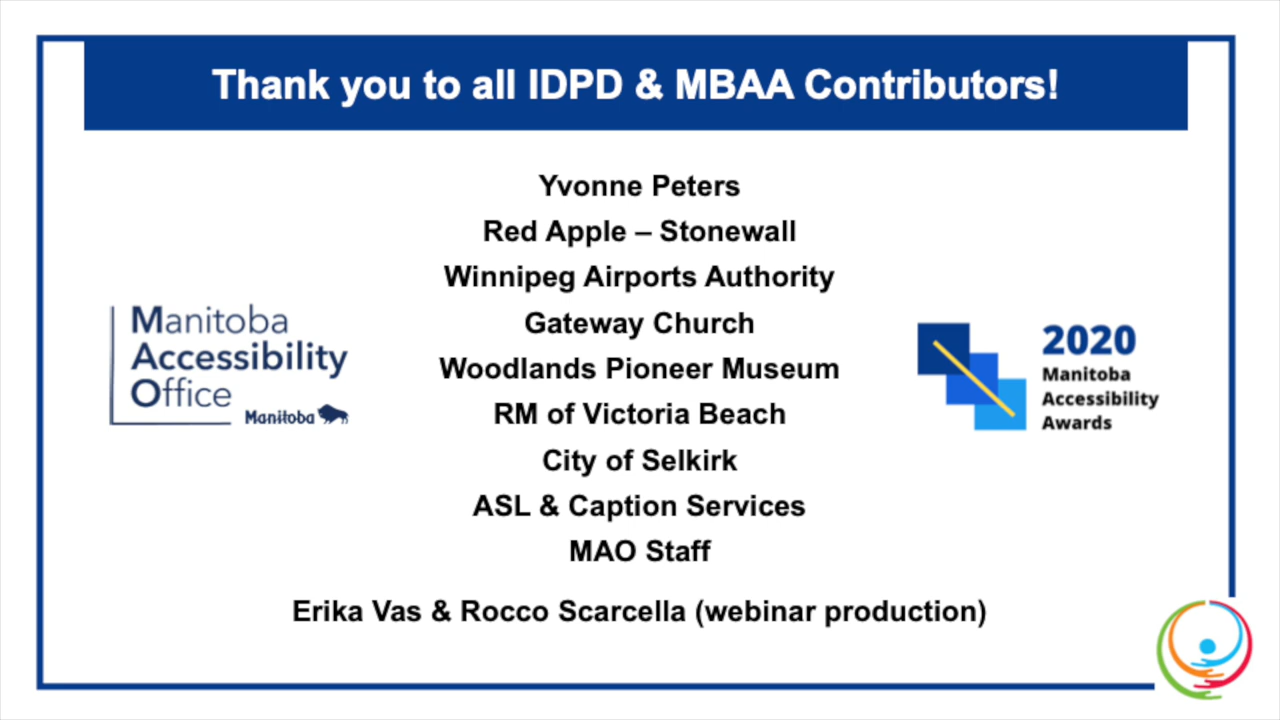 Thank you to all IDPD & MBAA Contributors!
Yvonne Peters
Red Apple – Stonewall
Winnipeg Airports Authority
Gateway Church
Woodlands Pioneer Museum
RM of Victoria Beach
City of Selkirk
ASL & Caption Services
MAO Staff
Erika Vas & Rocco Scarcella (webinar production)
Manitoba
Accessibility
Office
Manitoba
2020
Manitoba
Accessibility
Awards